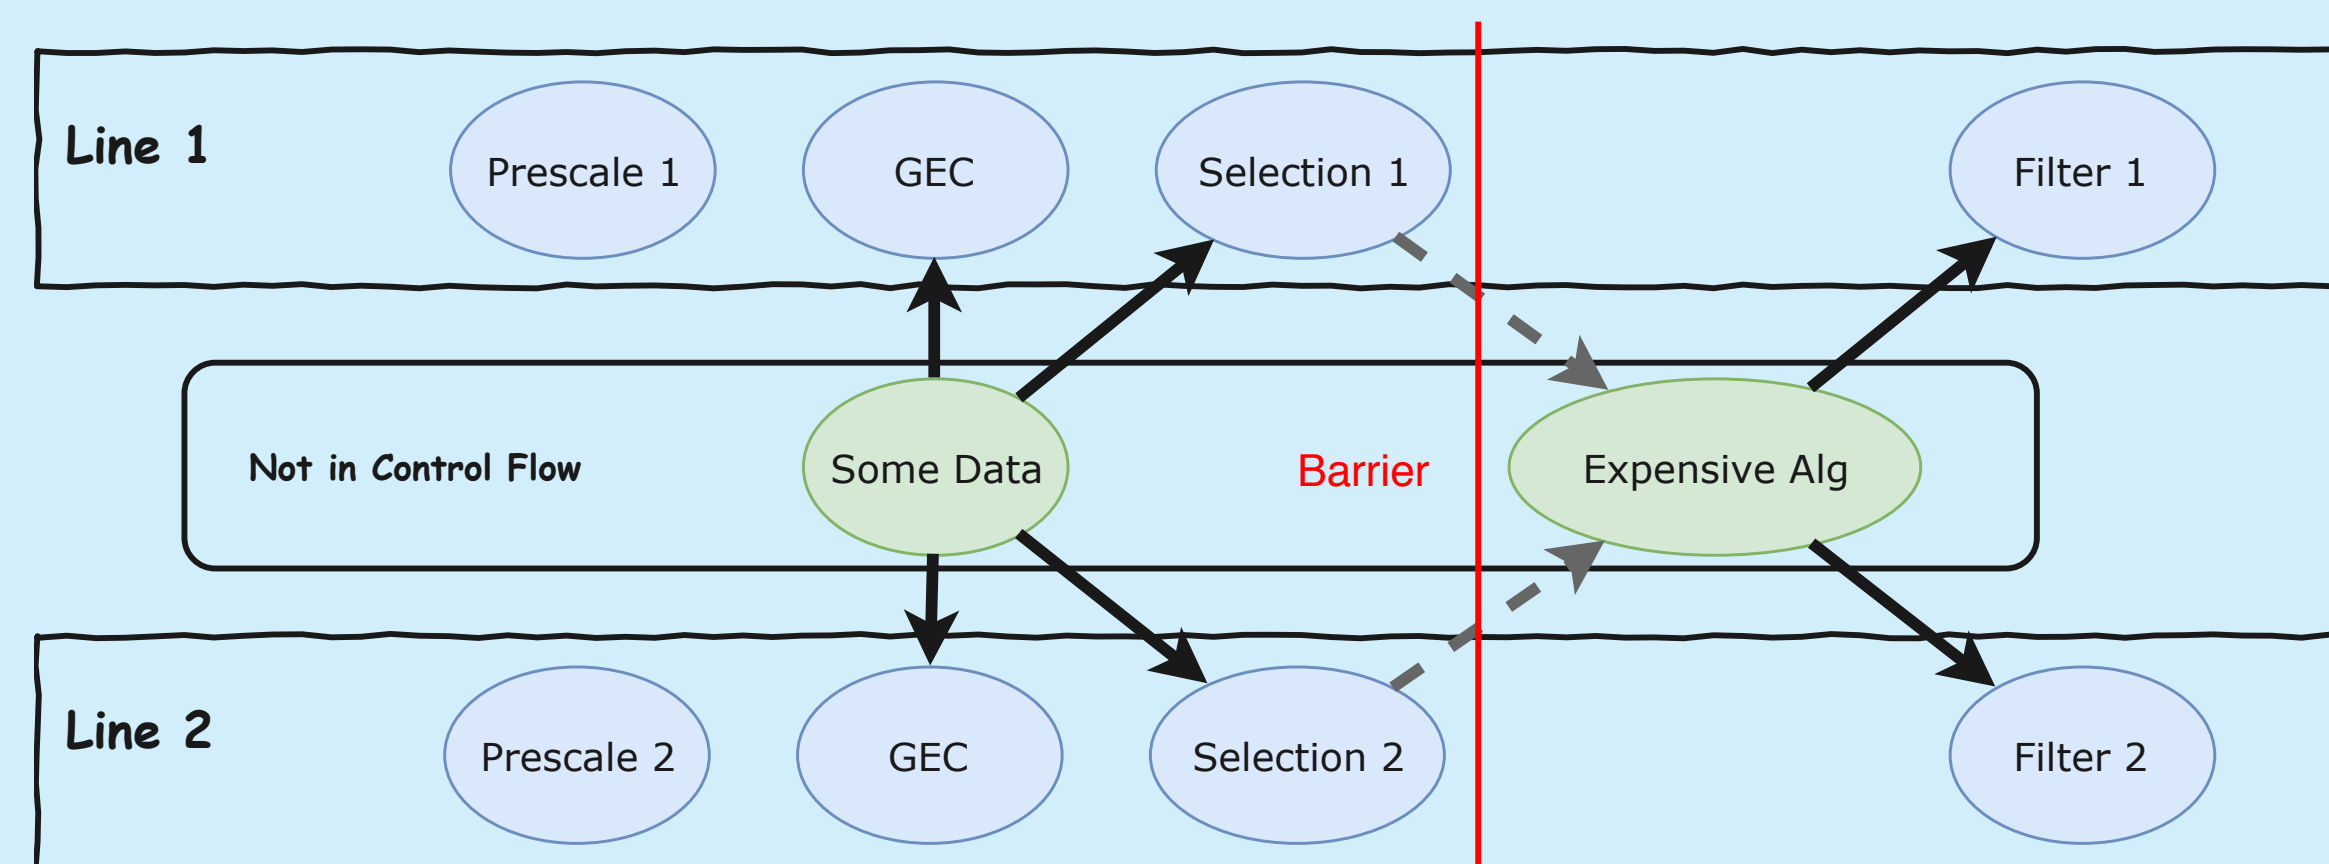 Line 1
Prescale 1
GEC
Selection 1
Filter 1
Not in Control Flow
Some Data
Barrier
Expensive Alg
Line 2
Prescale 2
GEC
Selection 2
Filter 2